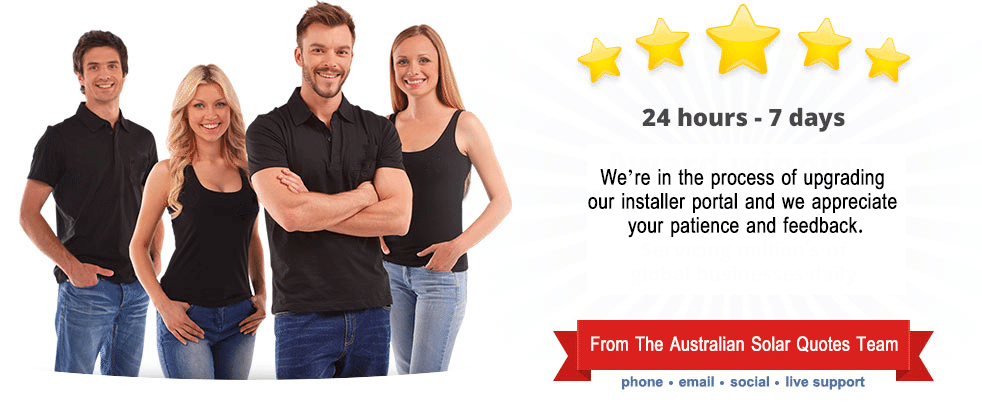 24 hours - 7 days
We're in the process of upgrading
our installer portal and we appreciate
your patience and feedback.
From The Australian Solar Quotes Team
phone • email • social • live support